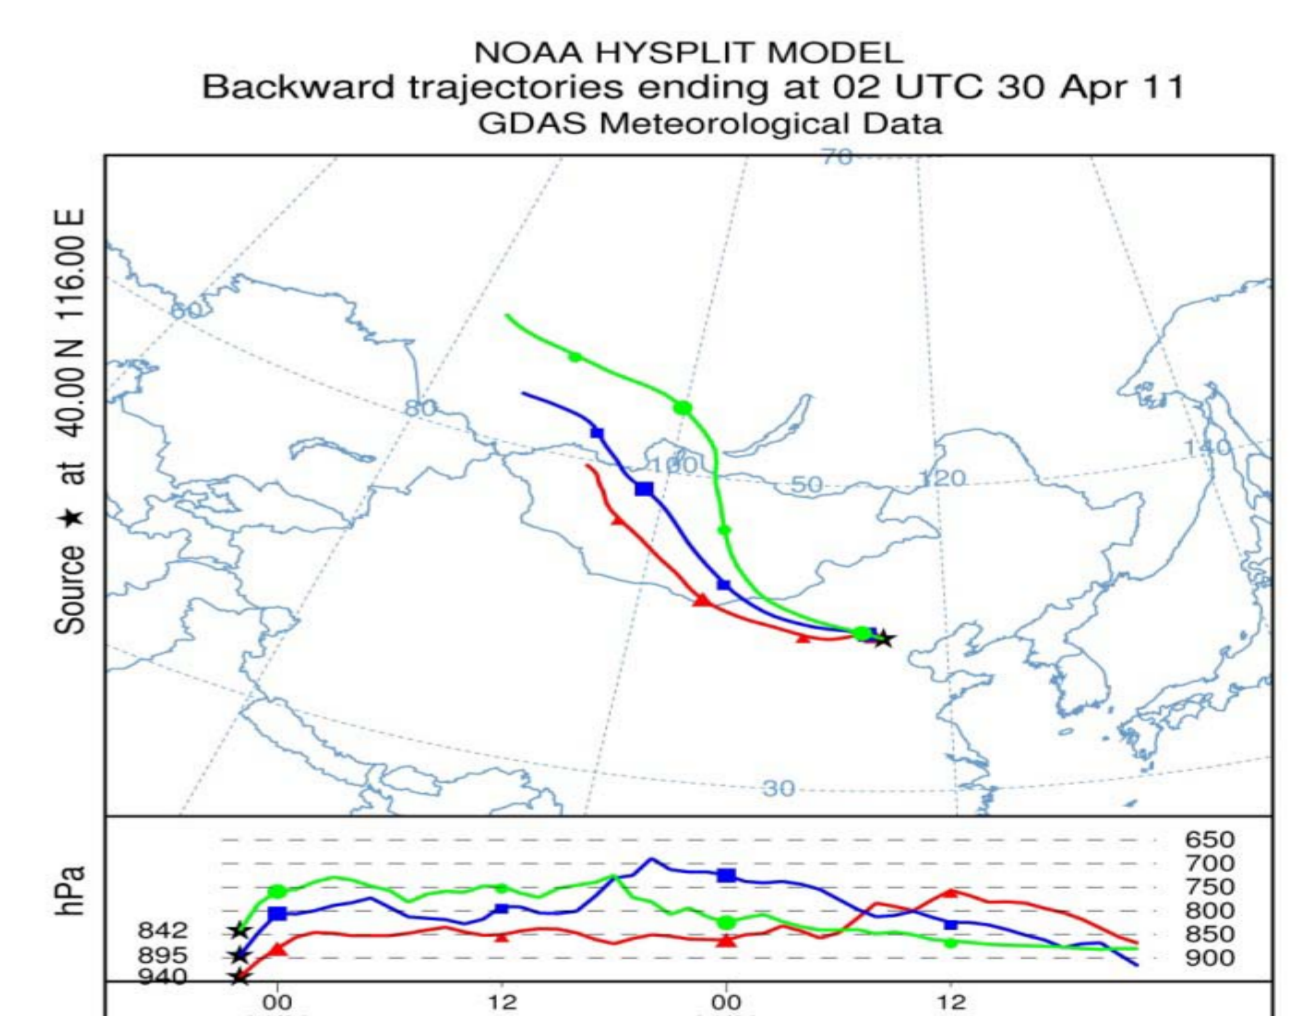 NOAA HYSPLIT MODEL
Backward trajectories ending at 02 UTC 30 Apr 11
GDAS Meteorological Data
Source ★ at 40.00 N 116.00 E
70
60
80
100
50
120
140
30
hPa
842
895
940
650
700
750
800
850
900
00 12 00 12